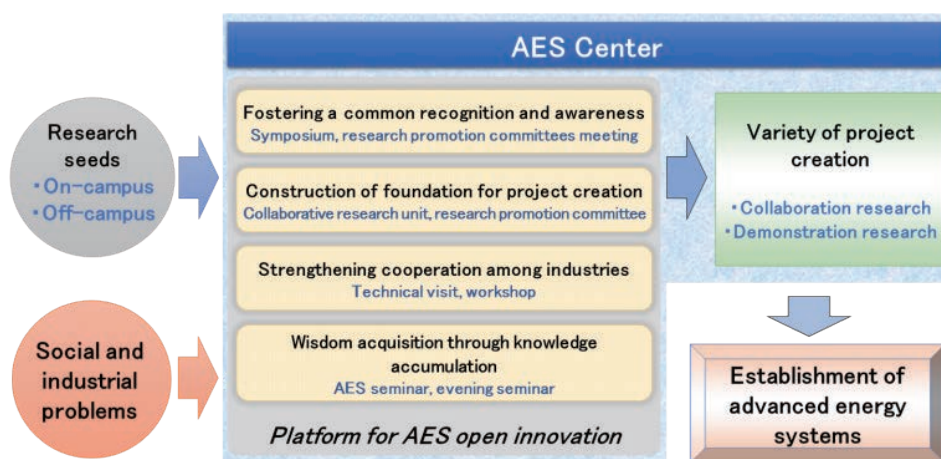 AES Center
Research
seeds
・On-campus
・Off-campus
Social and
industrial
problems
Fostering a common recognition and awareness
Symposium, research promotion committees meeting
Construction of foundation for project creation
Collaborative research unit, research promotion committee
Strengthening cooperation among industries
Technical visit, workshop
Wisdom acquisition through knowledge
accumulation
AES seminar, evening seminar
Platform for AES open innovation
Variety of project
creation
・Collaboration research
・Demonstration research
Establishment of
advanced energy
systems